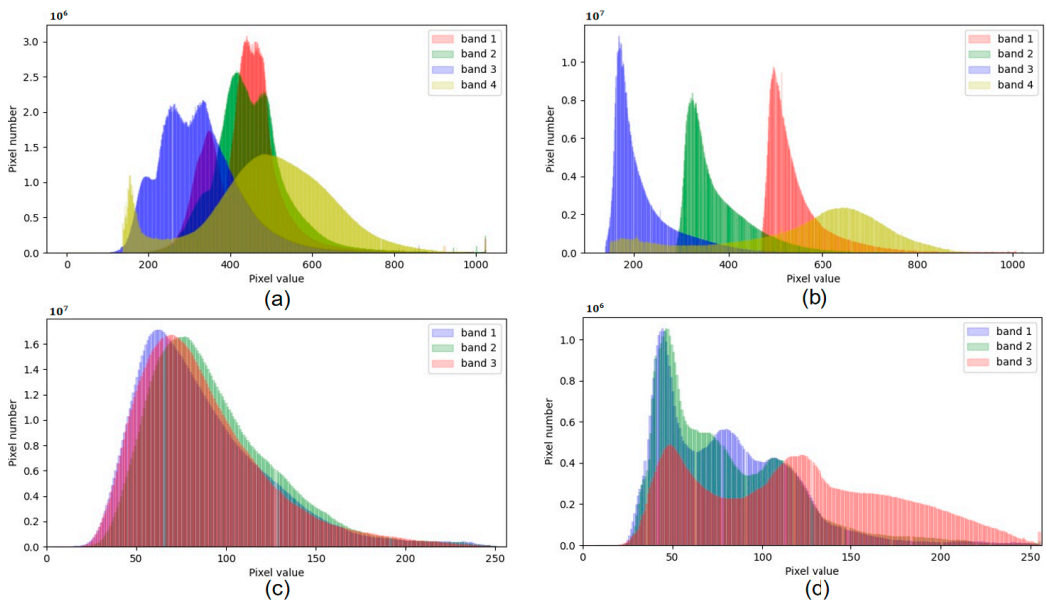 10⁶
3.0
2.5
2.0
1.5
1.0
0.5
0.0
0 200 400 600 800 1000
Pixel number
Pixel value
band 1
band 2
band 3
band 4
(a)
10⁷
1.0
0.8
0.6
0.4
0.2
0.0
200 400 600 800 1000
Pixel number
Pixel value
band 1
band 2
band 3
band 4
(b)
10⁷
1.6
1.4
1.2
1.0
0.8
0.6
0.4
0.2
0.0
0 50 100 150 200 250
Pixel number
Pixel value
band 1
band 2
band 3
(c)
10⁶
1.0
0.8
0.6
0.4
0.2
0.0
0 50 100 150 200 250
Pixel number
Pixel value
band 1
band 2
band 3
(d)